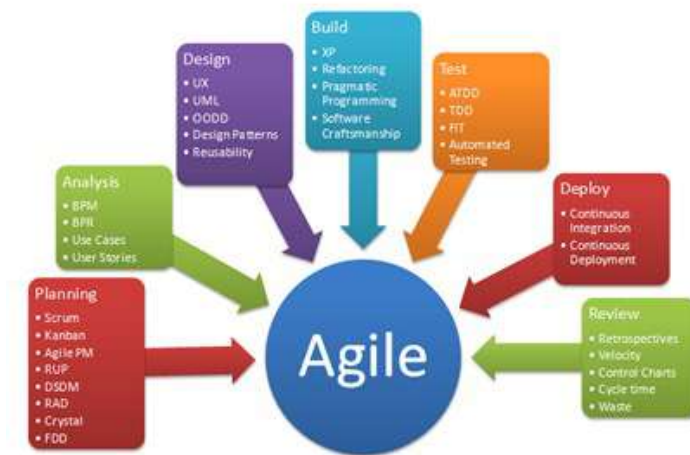 Planning
• Scrum
• Kanban
• Agile PM
• RUP
• DSDM
• RAD
• Crystal
• FDD
Analysis
• BPM
• BPR
• Use Cases
• User Stories
Design
• UX
• UML
• OODD
• Design Patterns
• Reusability
Build
• XP
• Refactoring
• Pragmatic
Programming
• Software
Craftsmanship
Test
• ATDD
• TDD
• FIT
• Automated
Testing
Deploy
• Continuous
Integration
• Continuous
Deployment
Review
• Retrospectives
• Velocity
• Control Charts
• Cycle time
• Waste
Agile